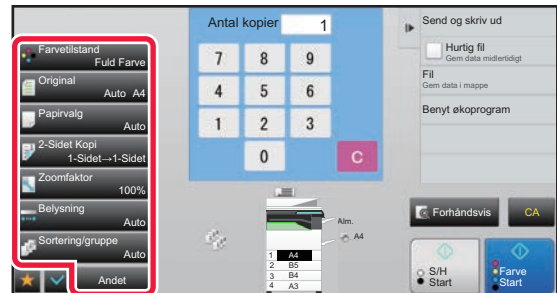 Farvetilstand
Fuld Farve
Original
Auto A4
Papirvalg
Auto
2-Sidet Kopi
1-Sidet→1-Sidet
Zoomfaktor
100%
Belysning
Auto
Sortering/gruppe
Auto
Andet
Antal kopier 1
7 8 9
4 5 6
1 2 3
0 C
Alm.
A4
1 A4
2 B5
3 B4
4 A3
Send og skriv ud
Hurtig fil
Gem data midlertidigt
Fil
Gem data i mappe
Benyt økoprogram
Forhåndsvis CA
S/H
Start
Farve
Start